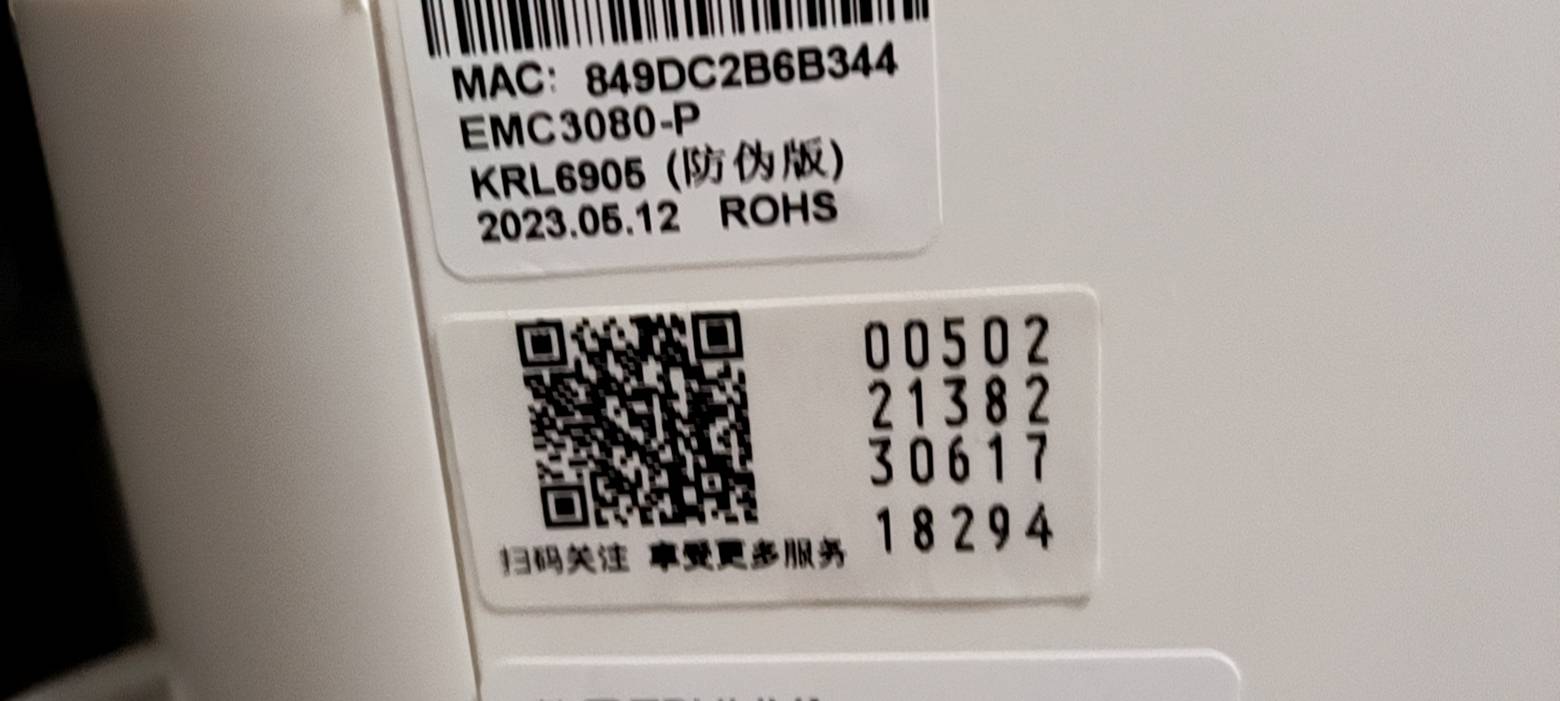 MAC: 849DC2B6B344
EMC3080-P
KRL6905 (防伪版)
2023.05.12 ROHS
00502
21382
30617
18294
扫码关注 享受更多服务